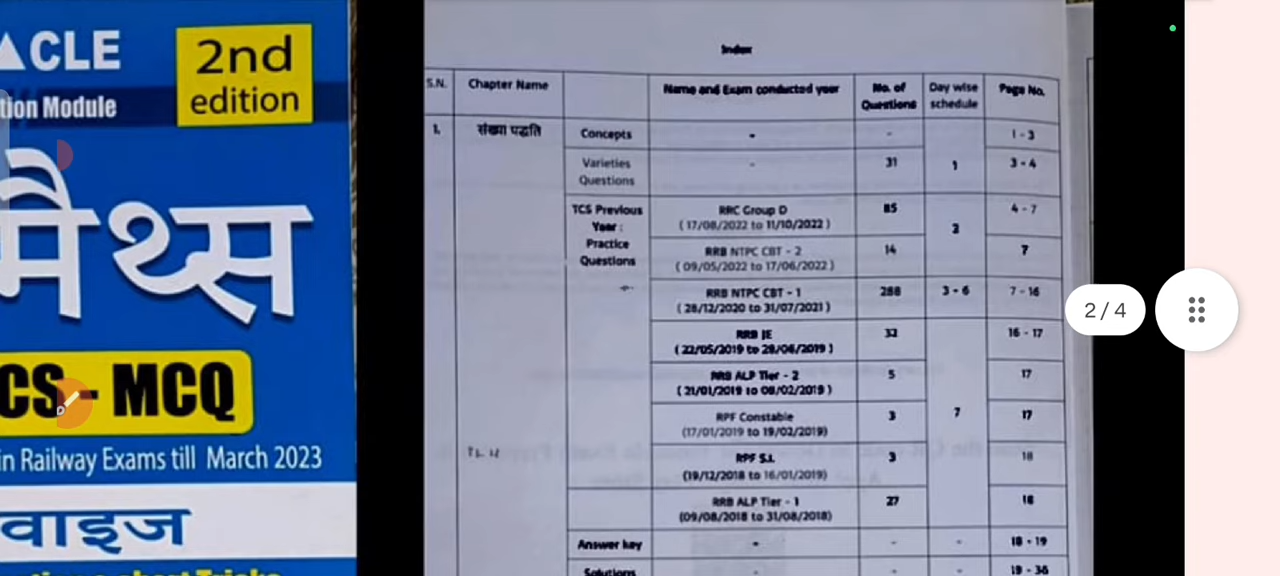 ACLE
2nd
edition
tion Module
मैथ्स
CS - MCQ
in Railway Exams till March 2023
वाइज
Index
S.N. Chapter Name Name and Exam conducted year No. of Questions Day wise schedule Page No.
1. संख्या पद्धति Concepts - - 1 - 3
Varieties Questions - 31 1 3 - 4
TCS Previous Year : Practice Questions
RRC Group D 85 4 - 7
( 17/08/2022 to 11/10/2022 )
2
RRB NTPC CBT - 2 14 7
( 09/05/2022 to 17/06/2022 )
RRB NTPC CBT - 1 288 3 - 6 7 - 16
( 28/12/2020 to 31/07/2021 )
RRB JE 32 16 - 17
( 22/05/2019 to 28/06/2019 )
RRB ALP Tier - 2 5 17
( 21/01/2019 to 08/02/2019 )
RPF Constable 3 7 17
(17/01/2019 to 19/02/2019)
RPF S.I. 3 18
(19/12/2018 to 16/01/2019)
RRB ALP Tier - 1 27 18
(09/08/2018 to 31/08/2018)
Answer key - - - 18 - 19
Solutions - - - 19 - 36
2 / 4